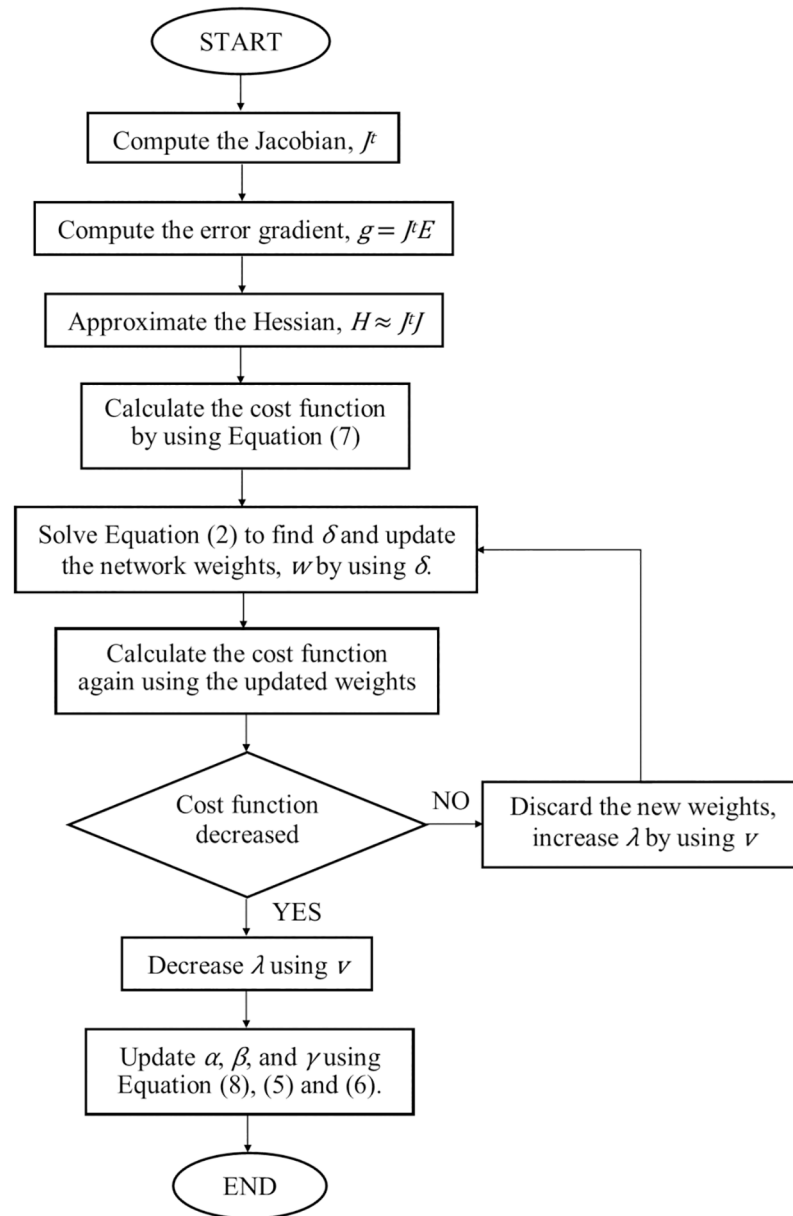 START
Compute the Jacobian, Jᵗ
Compute the error gradient, g = JᵗE
Approximate the Hessian, H ≈ JᵗJ
Calculate the cost function
by using Equation (7)
Solve Equation (2) to find δ and update
the network weights, w by using δ.
Calculate the cost function
again using the updated weights
Cost function
decreased
NO
Discard the new weights,
increase λ by using v
YES
Decrease λ using v
Update α, β, and γ using
Equation (8), (5) and (6).
END